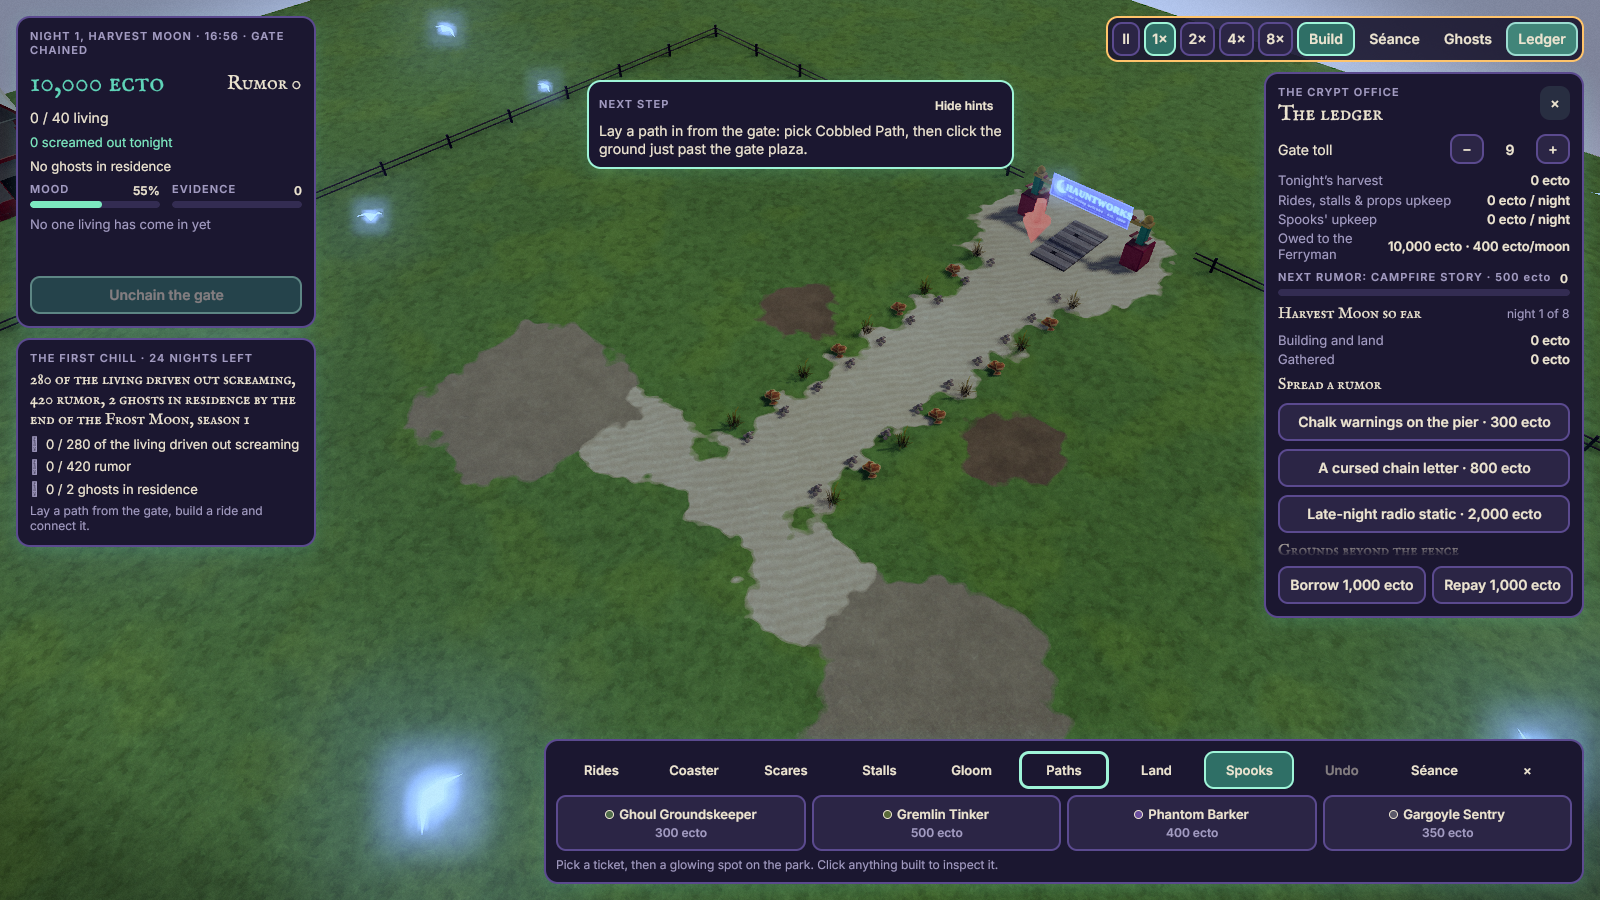 NIGHT 1, HARVEST MOON · 16:56 · GATE
CHAINED
10,000 ECTO
Rumor 0
0 / 40 living
0 screamed out tonight
No ghosts in residence
MOOD 55% EVIDENCE 0
No one living has come in yet
Unchain the gate
THE FIRST CHILL · 24 NIGHTS LEFT
280 of the living driven out screaming,
420 rumor, 2 ghosts in residence by the
end of the Frost Moon, season 1
0 / 280 of the living driven out screaming
0 / 420 rumor
0 / 2 ghosts in residence
Lay a path from the gate, build a ride and
connect it.
NEXT STEP
Hide hints
Lay a path in from the gate: pick Cobbled Path, then click the
ground just past the gate plaza.
HAUNTWORKS
II 1× 2× 4× 8× Build Séance Ghosts Ledger
THE CRYPT OFFICE
The ledger
×
Gate toll − 9 +
Tonight's harvest 0 ecto
Rides, stalls & props upkeep 0 ecto / night
Spooks' upkeep 0 ecto / night
Owed to the
Ferryman 10,000 ecto · 400 ecto/moon
NEXT RUMOR: CAMPFIRE STORY · 500 ecto 0
Harvest Moon so far night 1 of 8
Building and land 0 ecto
Gathered 0 ecto
Spread a rumor
Chalk warnings on the pier · 300 ecto
A cursed chain letter · 800 ecto
Late-night radio static · 2,000 ecto
Grounds beyond the fence
Borrow 1,000 ecto Repay 1,000 ecto
Rides Coaster Scares Stalls Gloom Paths Land Spooks Undo Séance ×
Ghoul Groundskeeper
300 ecto
Gremlin Tinker
500 ecto
Phantom Barker
400 ecto
Gargoyle Sentry
350 ecto
Pick a ticket, then a glowing spot on the park. Click anything built to inspect it.